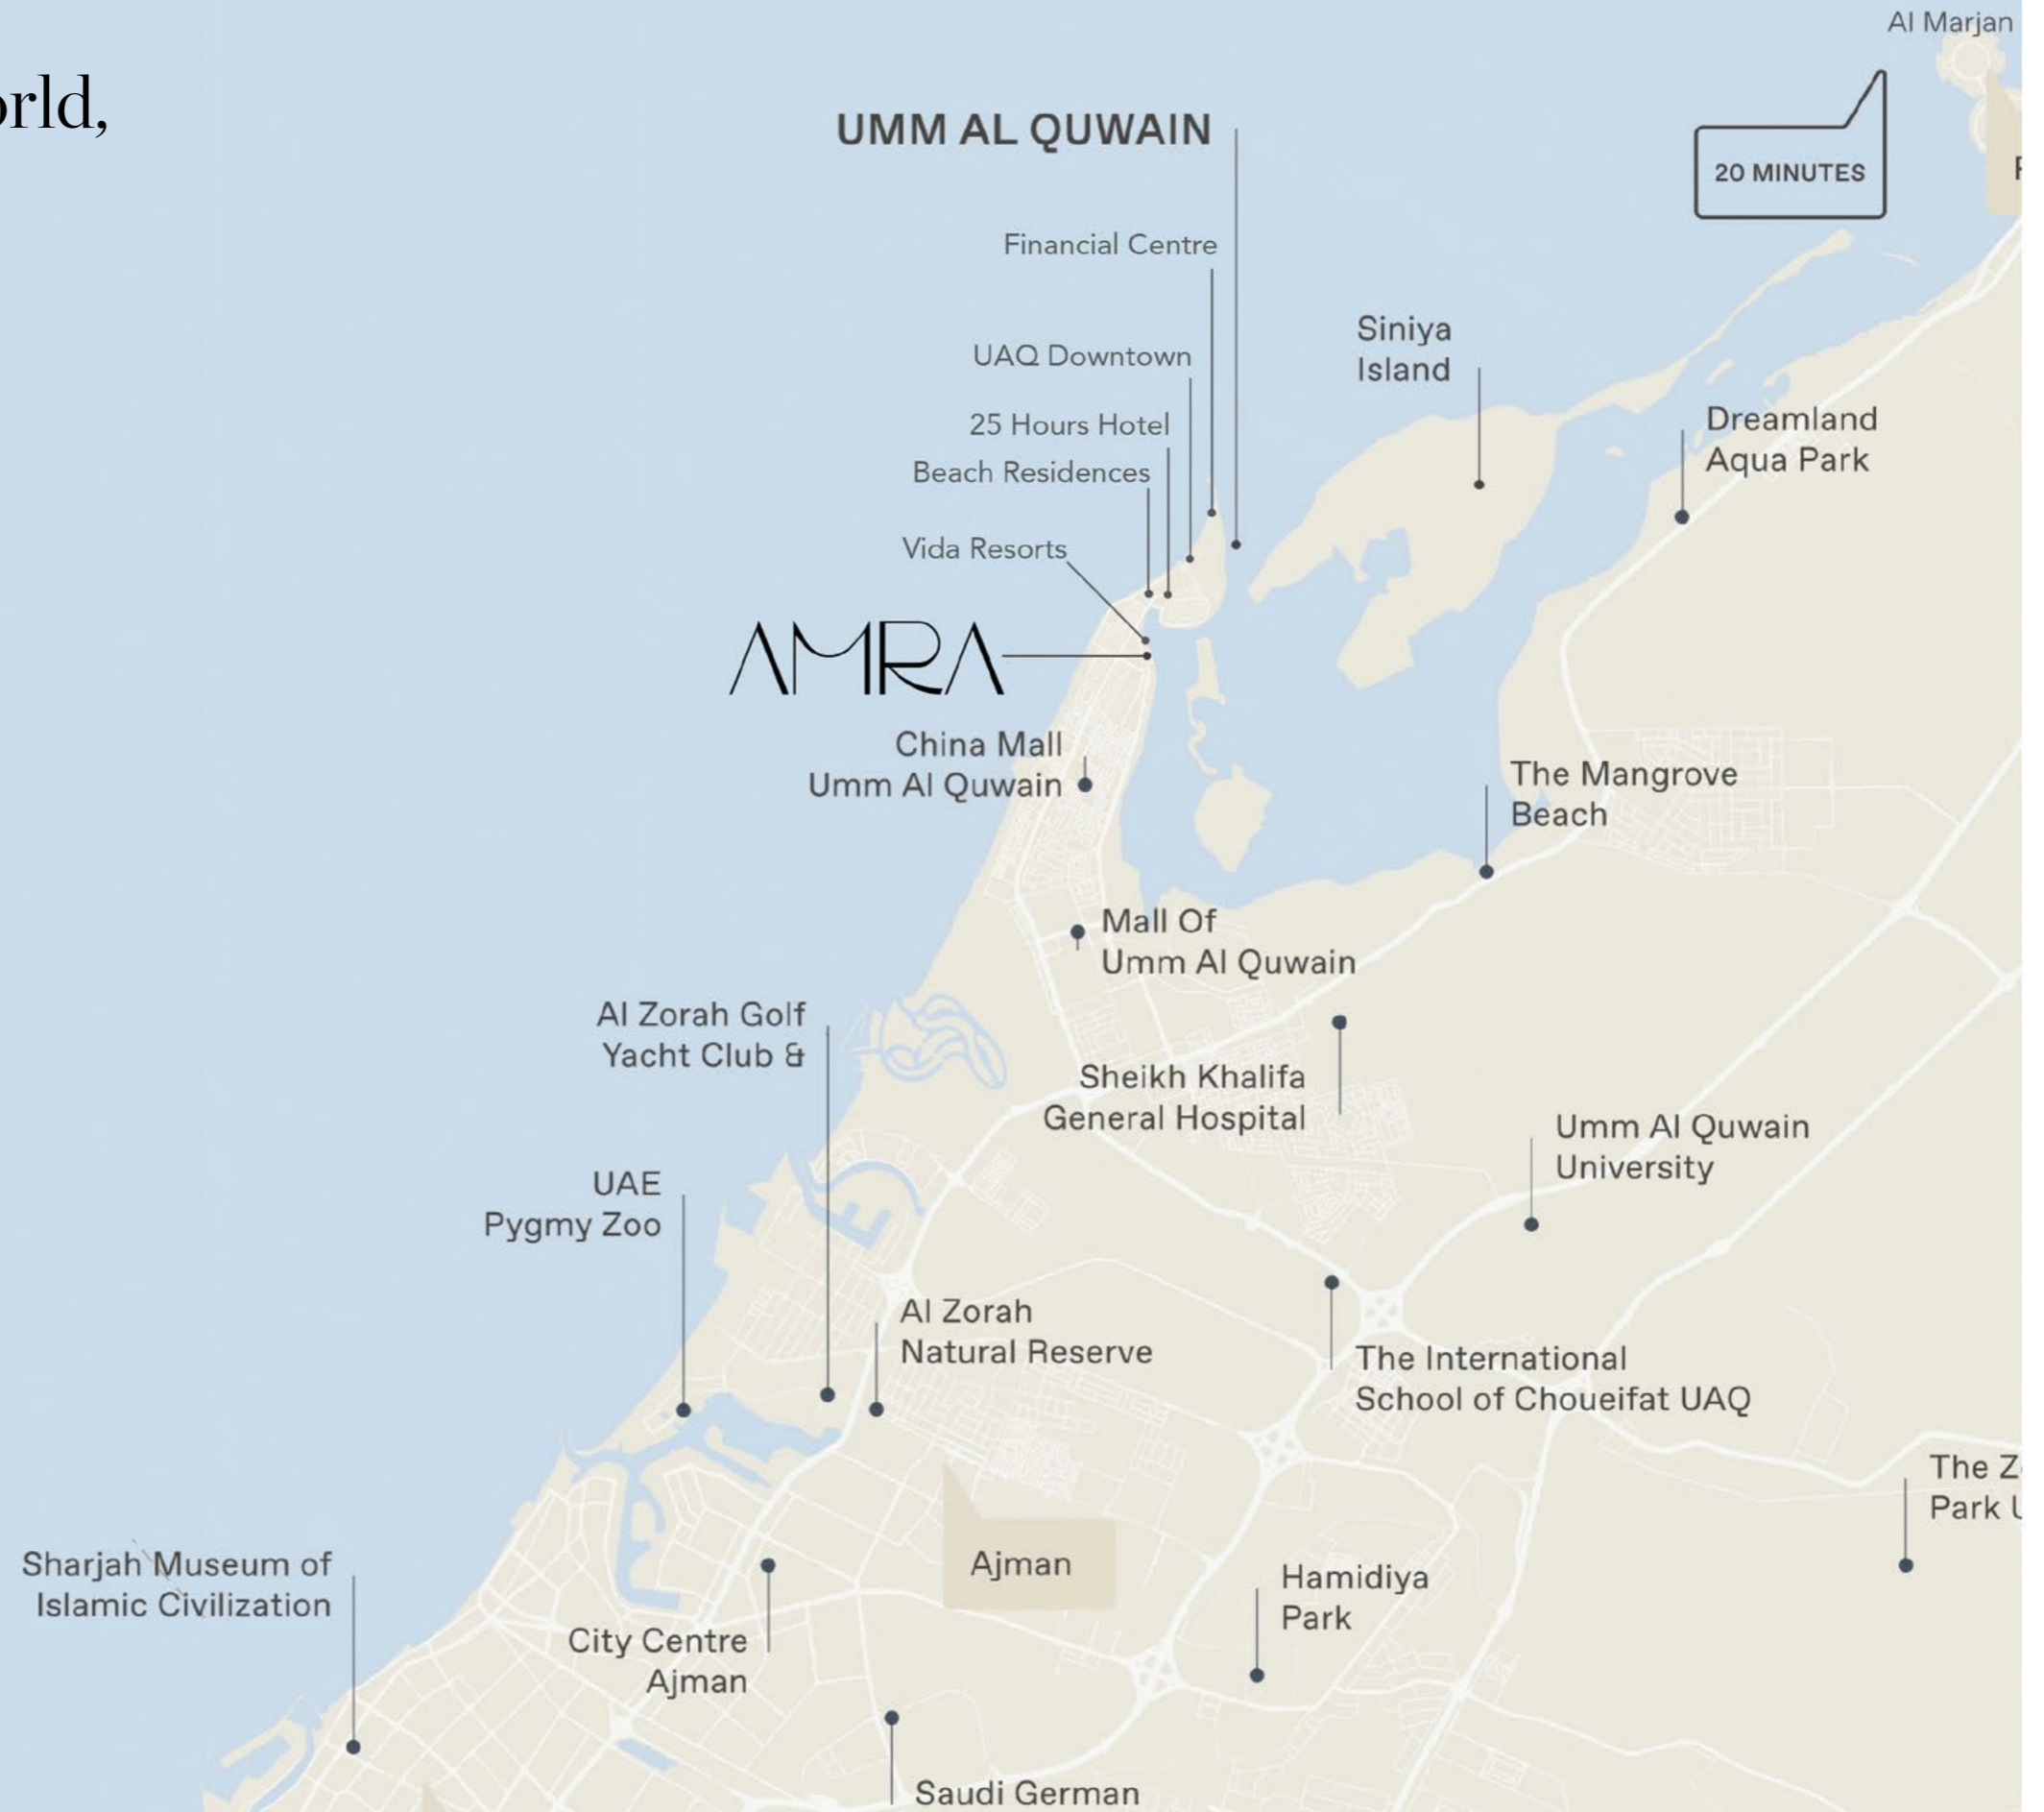 Al Marjan
UMM AL QUWAIN
20 MINUTES
Financial Centre
Siniya
Island
UAQ Downtown
25 Hours Hotel
Beach Residences
Dreamland
Aqua Park
Vida Resorts
AMRA
China Mall
Umm Al Quwain
The Mangrove
Beach
Mall Of
Umm Al Quwain
Al Zorah Golf
Yacht Club &
Sheikh Khalifa
General Hospital
Umm Al Quwain
University
UAE
Pygmy Zoo
Al Zorah
Natural Reserve
The International
School of Choueifat UAQ
The
Park
Ajman
Sharjah Museum of
Islamic Civilization
Hamidiya
Park
City Centre
Ajman
Saudi German